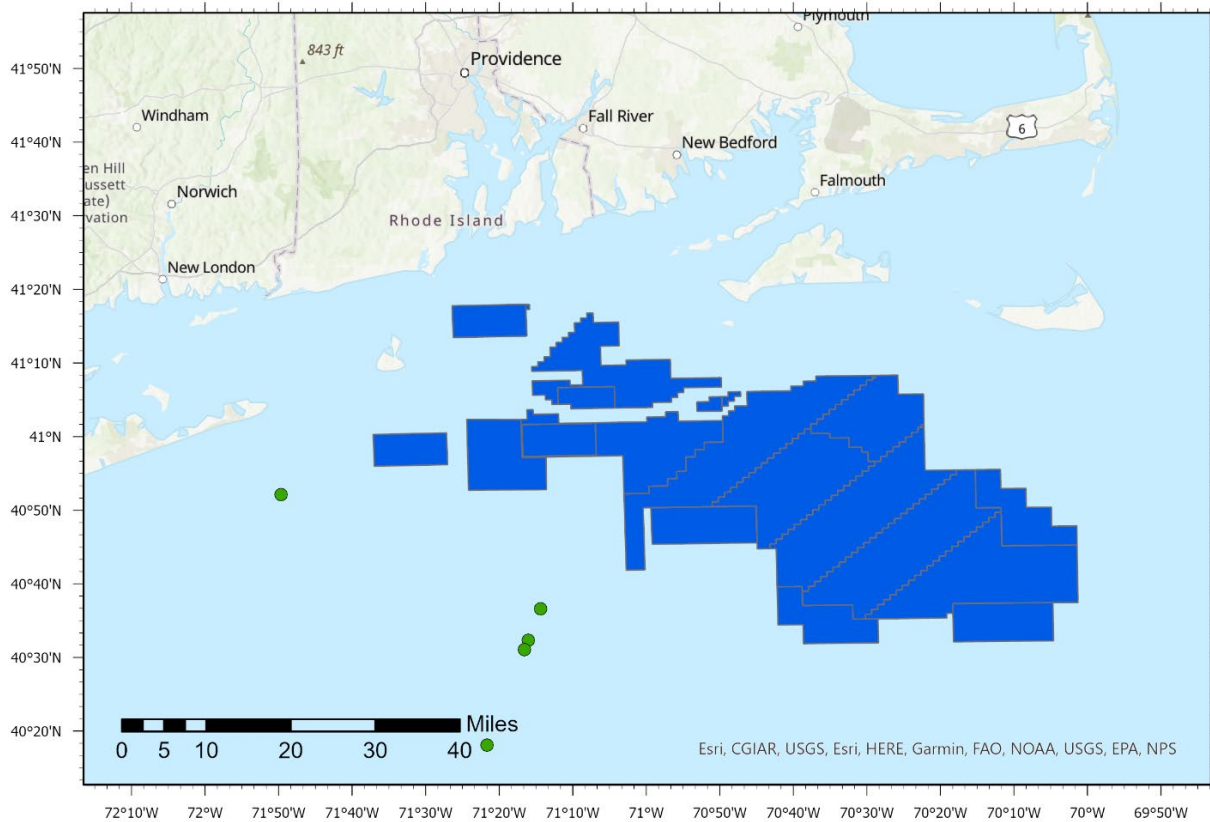 Plymouth
843 ft
Providence
Windham
Fall River
6
New Bedford
en Hill
ussett
ate)
rvation
Norwich
Falmouth
Rhode Island
New London
41°50'N
41°40'N
41°30'N
41°20'N
41°10'N
41°N
40°50'N
40°40'N
40°30'N
40°20'N
Miles
0 5 10 20 30 40
Esri, CGIAR, USGS, Esri, HERE, Garmin, FAO, NOAA, USGS, EPA, NPS
72°10'W 72°W 71°50'W 71°40'W 71°30'W 71°20'W 71°10'W 71°W 70°50'W 70°40'W 70°30'W 70°20'W 70°10'W 70°W 69°50'W